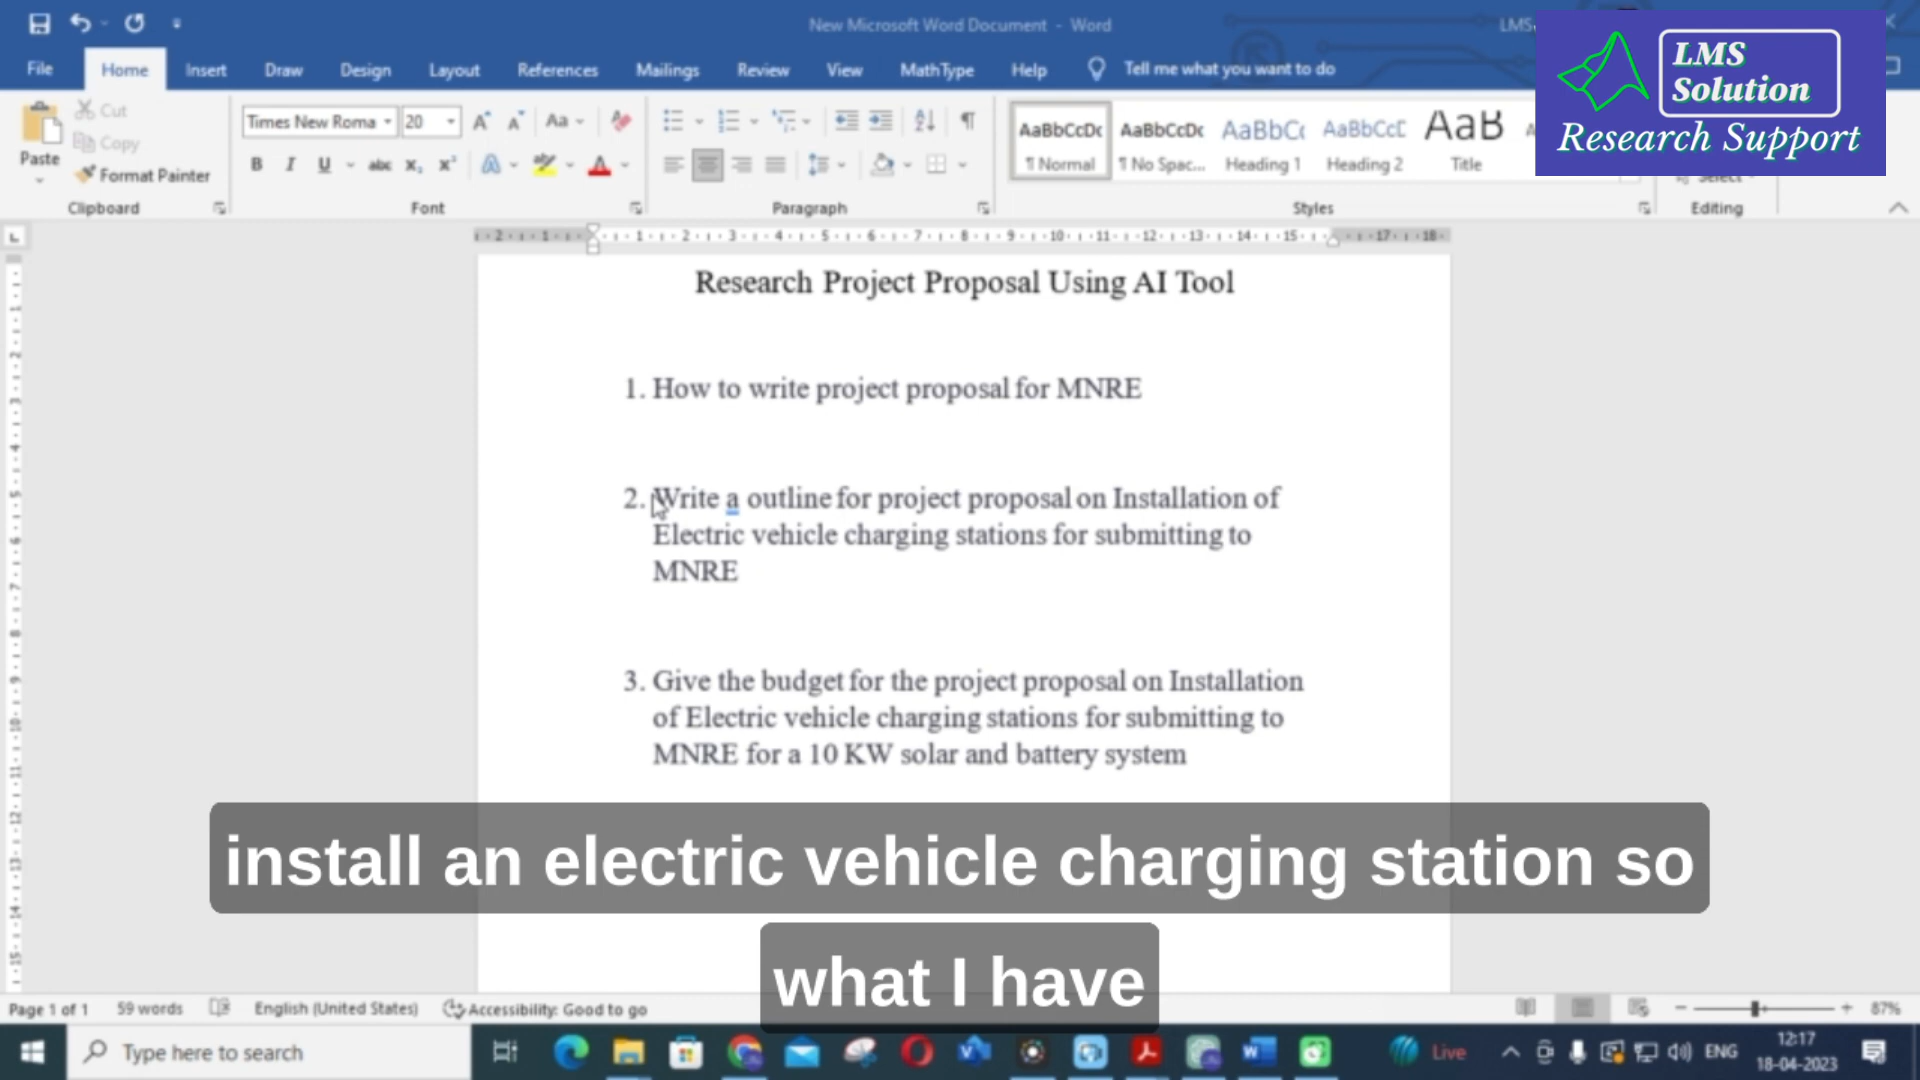 New Microsoft Word Document - Word
LMS
File Home Insert Draw Design Layout References Mailings Review View MathType Help Tell me what you want to do
LMS
Solution
Research Support
Paste
Cut
Copy
Format Painter
Clipboard
Times New Roma 20
Aa
B I U abc X₂ X²
Font
Paragraph
AaBbCcDc
¶ Normal
AaBbCcDc
¶ No Spac...
AaBbCc
Heading 1
AaBbCcD
Heading 2
AaB
Title
Styles
Select
Editing
Research Project Proposal Using AI Tool
1. How to write project proposal for MNRE
2. Write a outline for project proposal on Installation of
Electric vehicle charging stations for submitting to
MNRE
3. Give the budget for the project proposal on Installation
of Electric vehicle charging stations for submitting to
MNRE for a 10 KW solar and battery system
install an electric vehicle charging station so
what I have
Page 1 of 1 59 words English (United States) Accessibility: Good to go 87%
Type here to search
Live
ENG
12:17
18-04-2023